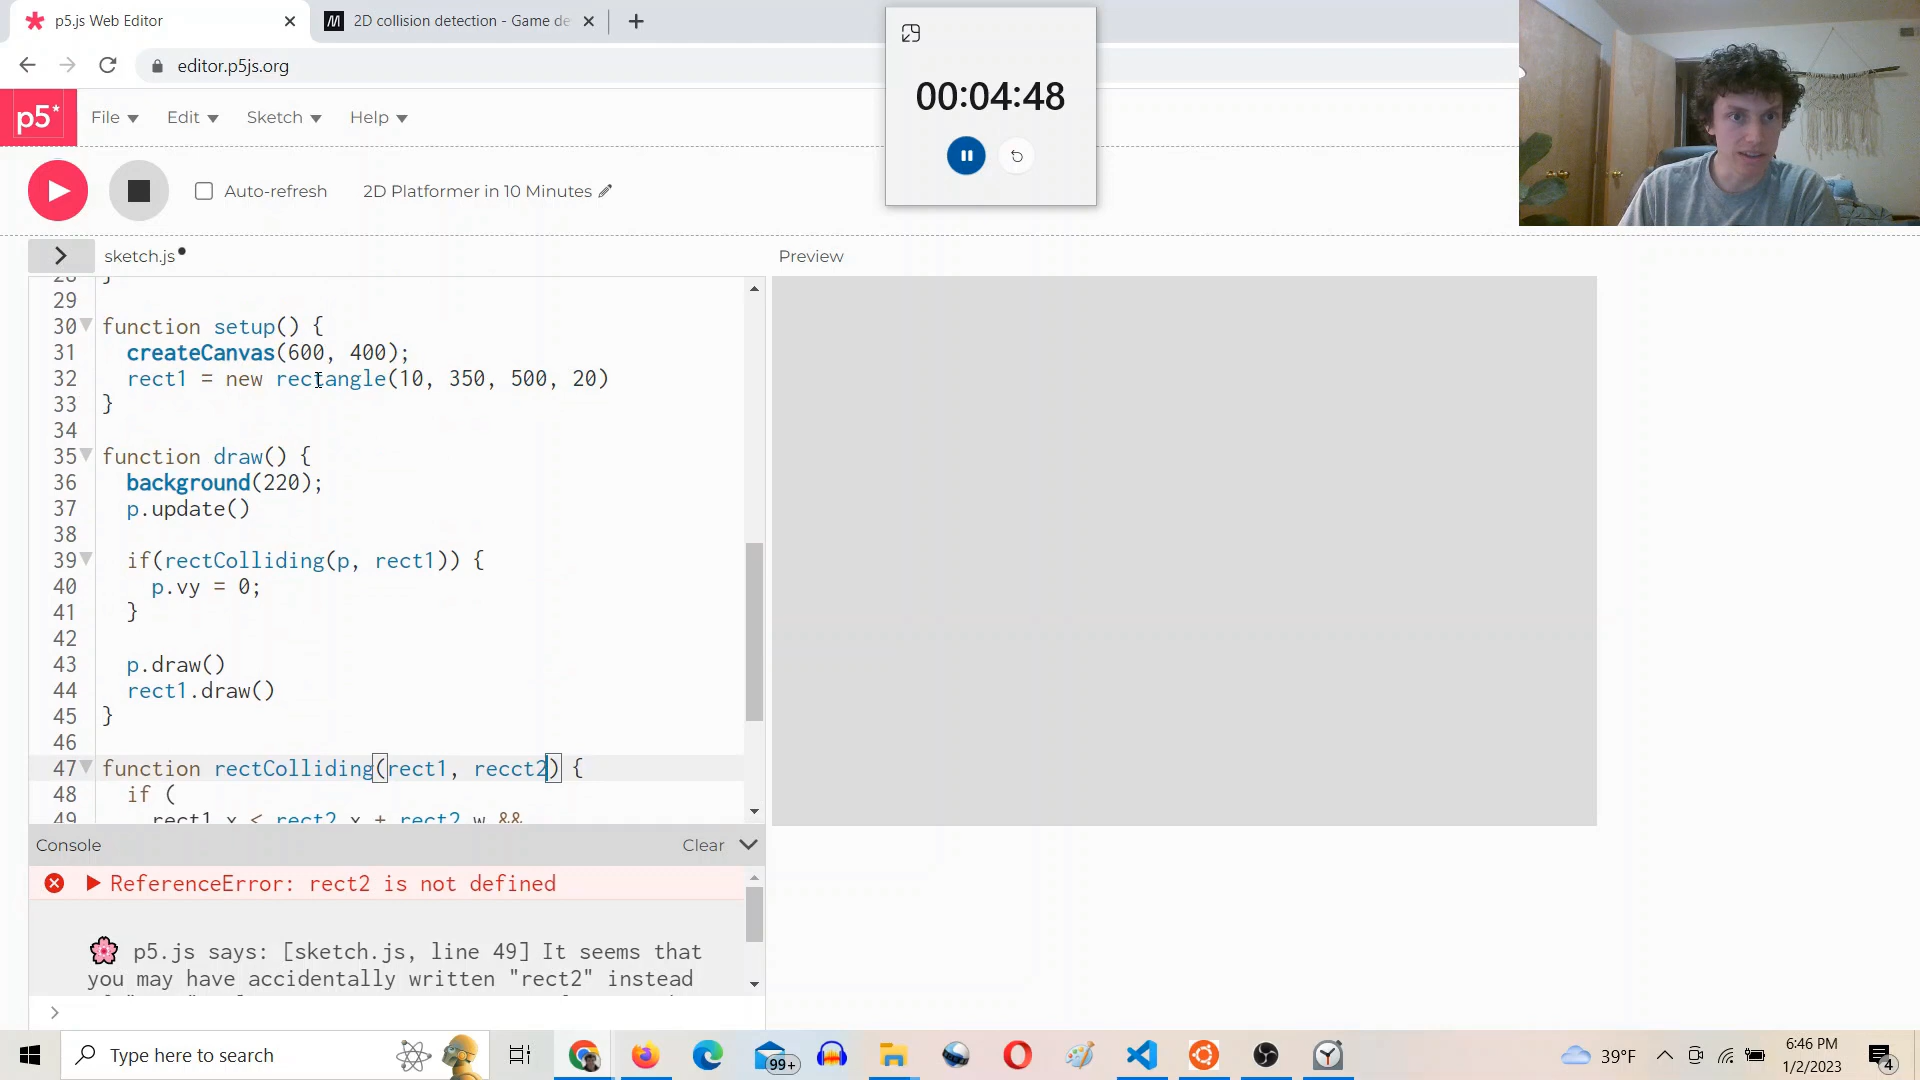 p5.js Web Editor
2D collision detection - Game de
editor.p5js.org
00:04:48
p5*
File
Edit
Sketch
Help
Auto-refresh
2D Platformer in 10 Minutes
sketch.js
Preview
28 }
29
30 function setup() {
31 createCanvas(600, 400);
32 rect1 = new rectangle(10, 350, 500, 20)
33 }
34
35 function draw() {
36 background(220);
37 p.update()
38
39 if(rectColliding(p, rect1)) {
40 p.vy = 0;
41 }
42
43 p.draw()
44 rect1.draw()
45 }
46
47 function rectColliding(rect1, recct2) {
48 if (
49 rect1.x < rect2.x + rect2.w &&
Console
Clear
ReferenceError: rect2 is not defined
🌸 p5.js says: [sketch.js, line 49] It seems that
you may have accidentally written "rect2" instead
>
Type here to search
99+
39°F
6:46 PM
1/2/2023
4